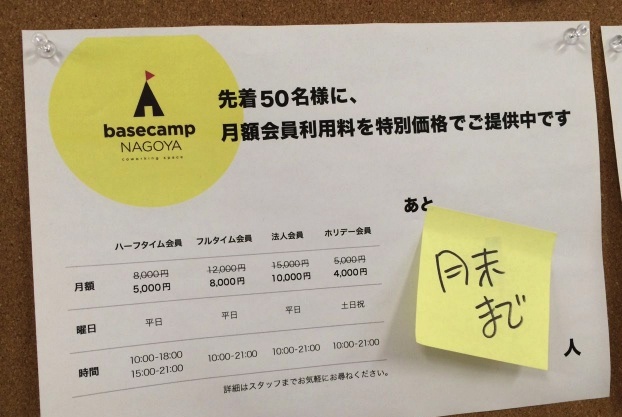 basecamp
NAGOYA
coworking space
先着50名様に、
月額会員利用料を特別価格でご提供中です
あと
月末
まで
人
ハーフタイム会員 フルタイム会員 法人会員 ホリデー会員
月額 8,000円 12,000円 15,000円 5,000円
5,000円 8,000円 10,000円 4,000円
曜日 平日 平日 平日 土日祝
時間 10:00-18:00 10:00-21:00 10:00-21:00 10:00-21:00
15:00-21:00
詳細はスタッフまでお気軽にお尋ねください。